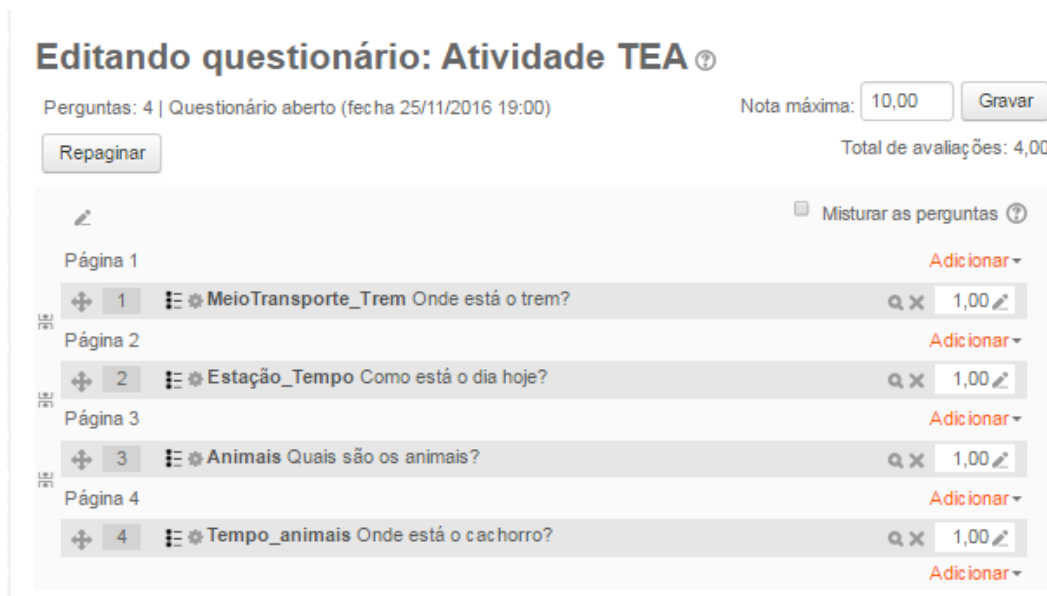 Editando questionário: Atividade TEA
Perguntas: 4 | Questionário aberto (fecha 25/11/2016 19:00)
Nota máxima: 10,00 Gravar
Repaginar
Total de avaliações: 4,00
Misturar as perguntas
Página 1 Adicionar
1 MeioTransporte_Trem Onde está o trem? 1,00
Página 2 Adicionar
2 Estação_Tempo Como está o dia hoje? 1,00
Página 3 Adicionar
3 Animais Quais são os animais? 1,00
Página 4 Adicionar
4 Tempo_animais Onde está o cachorro? 1,00
Adicionar